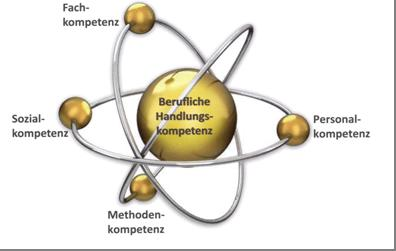 Fach-
kompetenz
Berufliche
Handlungs-
kompetenz
Sozial-
kompetenz
Personal-
kompetenz
Methoden-
kompetenz